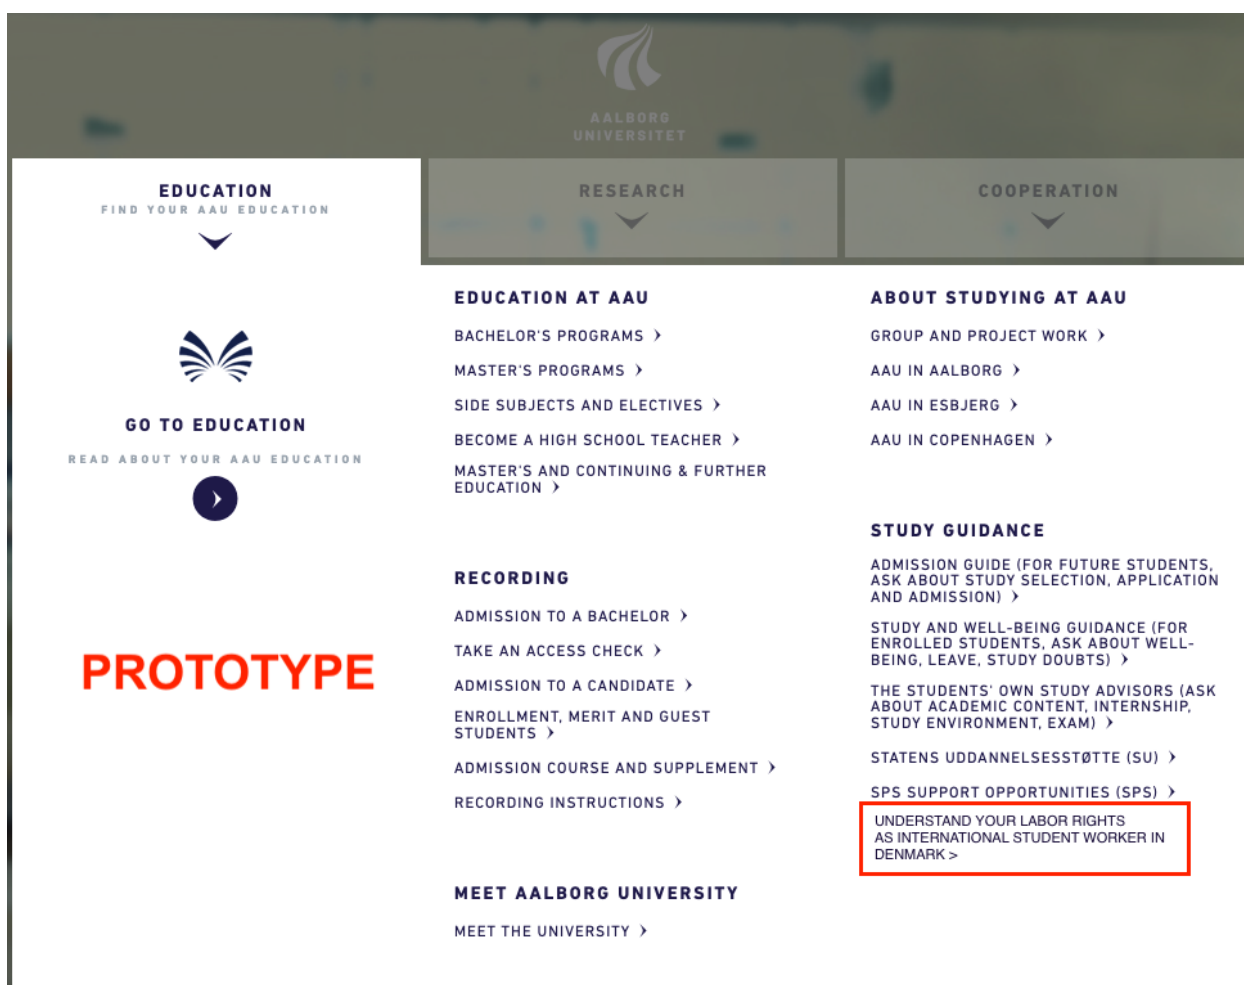 AALBORG
UNIVERSITET
EDUCATION
FIND YOUR AAU EDUCATION
RESEARCH
COOPERATION
GO TO EDUCATION
READ ABOUT YOUR AAU EDUCATION
PROTOTYPE
EDUCATION AT AAU
BACHELOR'S PROGRAMS >
MASTER'S PROGRAMS >
SIDE SUBJECTS AND ELECTIVES >
BECOME A HIGH SCHOOL TEACHER >
MASTER'S AND CONTINUING & FURTHER
EDUCATION >
RECORDING
ADMISSION TO A BACHELOR >
TAKE AN ACCESS CHECK >
ADMISSION TO A CANDIDATE >
ENROLLMENT, MERIT AND GUEST
STUDENTS >
ADMISSION COURSE AND SUPPLEMENT >
RECORDING INSTRUCTIONS >
MEET AALBORG UNIVERSITY
MEET THE UNIVERSITY >
ABOUT STUDYING AT AAU
GROUP AND PROJECT WORK >
AAU IN AALBORG >
AAU IN ESBJERG >
AAU IN COPENHAGEN >
STUDY GUIDANCE
ADMISSION GUIDE (FOR FUTURE STUDENTS,
ASK ABOUT STUDY SELECTION, APPLICATION
AND ADMISSION) >
STUDY AND WELL-BEING GUIDANCE (FOR
ENROLLED STUDENTS, ASK ABOUT WELL-
BEING, LEAVE, STUDY DOUBTS) >
THE STUDENTS' OWN STUDY ADVISORS (ASK
ABOUT ACADEMIC CONTENT, INTERNSHIP,
STUDY ENVIRONMENT, EXAM) >
STATENS UDDANNELSESSTØTTE (SU) >
SPS SUPPORT OPPORTUNITIES (SPS) >
UNDERSTAND YOUR LABOR RIGHTS
AS INTERNATIONAL STUDENT WORKER IN
DENMARK >